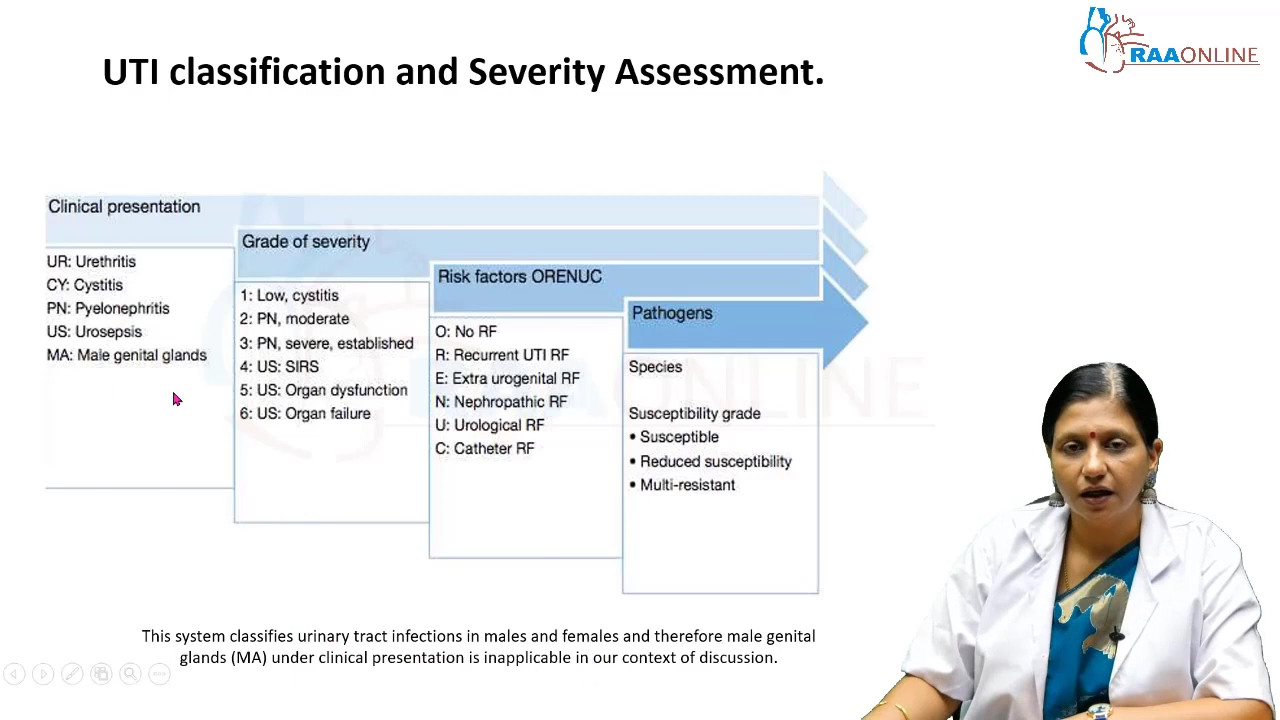 UTI classification and Severity Assessment.
RAAONLINE
Clinical presentation
UR: Urethritis
CY: Cystitis
PN: Pyelonephritis
US: Urosepsis
MA: Male genital glands
Grade of severity
1: Low, cystitis
2: PN, moderate
3: PN, severe, established
4: US: SIRS
5: US: Organ dysfunction
6: US: Organ failure
Risk factors ORENUC
O: No RF
R: Recurrent UTI RF
E: Extra urogenital RF
N: Nephropathic RF
U: Urological RF
C: Catheter RF
Pathogens
Species
Susceptibility grade
• Susceptible
• Reduced susceptibility
• Multi-resistant
RAAONLINE
This system classifies urinary tract infections in males and females and therefore male genital
glands (MA) under clinical presentation is inapplicable in our context of discussion.